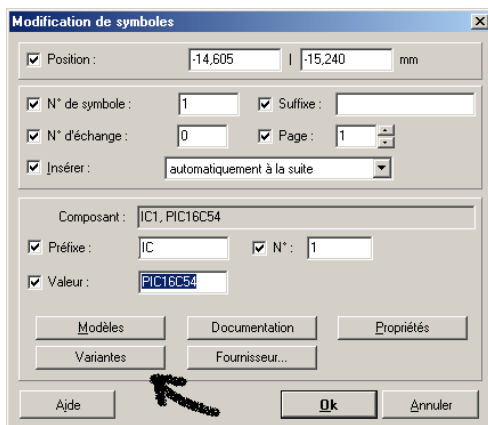 Modification de symboles
Position : -14,605 | -15,240 mm
N° de symbole : 1 Suffixe :
N° d'échange : 0 Page : 1
Insérer : automatiquement à la suite
Composant : IC1, PIC16C54
Préfixe : IC N° : 1
Valeur : PIC16C54
Modèles Documentation Propriétés
Variantes Fournisseur...
Aide Ok Annuler